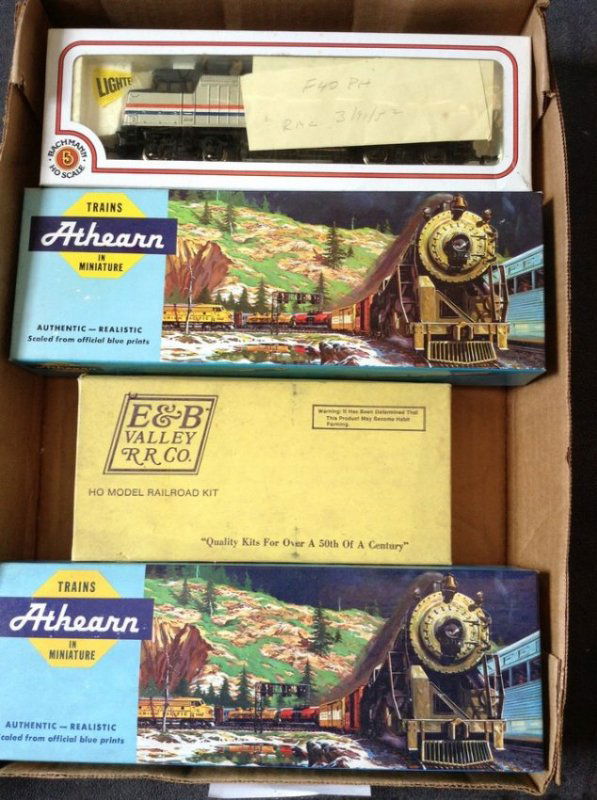 LIGHTE
F40 PH
BACHMANN
5
HO SCALE
TRAINS
Athearn
IN
MINIATURE
AUTHENTIC — REALISTIC
Scaled from official blue prints
E&B
VALLEY
R.R. CO.
Warning: It Has Been Determined That
This Product May Become Habit
Forming.
HO MODEL RAILROAD KIT
"Quality Kits For Over A 50th Of A Century"
TRAINS
Athearn
IN
MINIATURE
AUTHENTIC — REALISTIC
caled from official blue prints